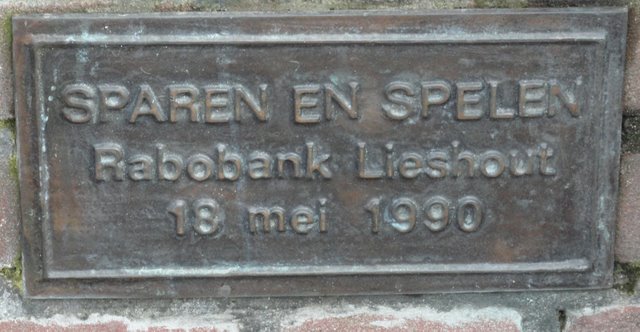 SPAREN EN SPELEN
Rabobank Lieshout
18 mei 1990